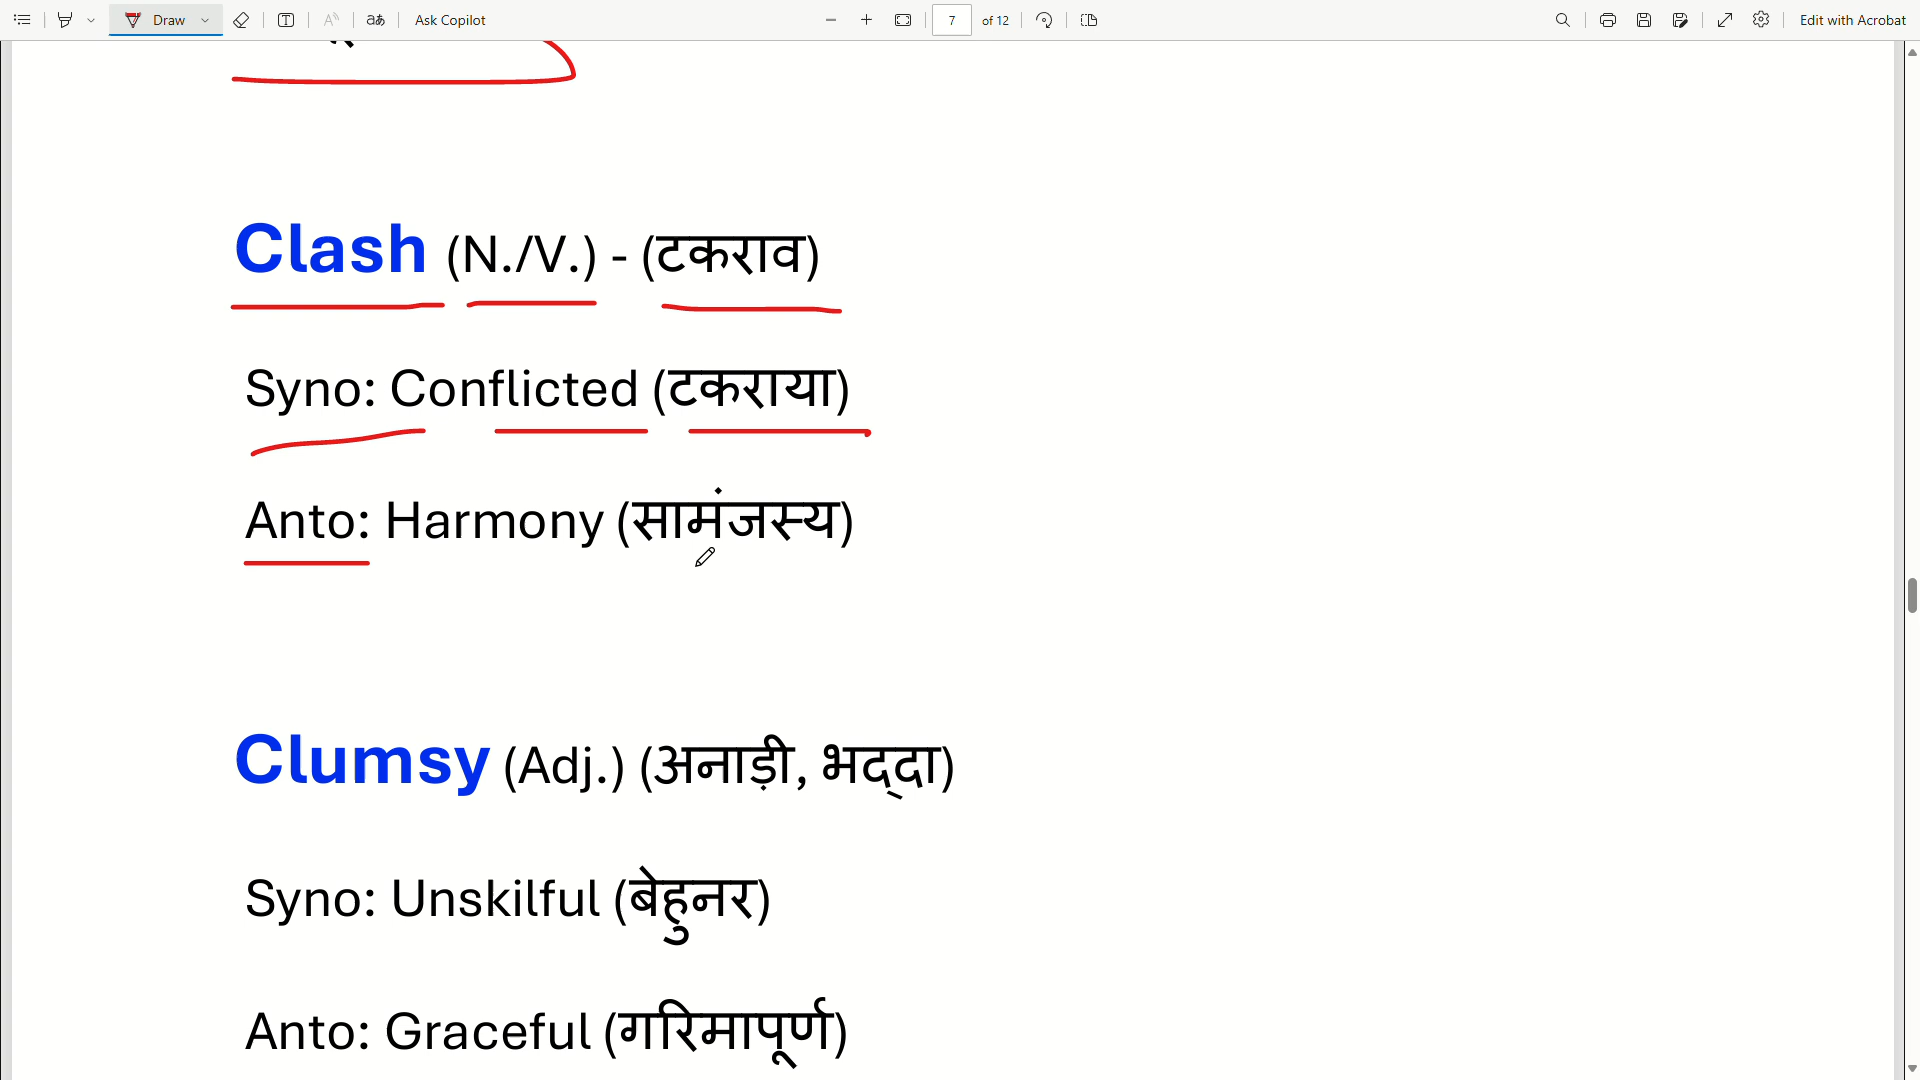 Draw Ask Copilot 7 of 12 Edit with Acrobat
Clash (N./V.) - (टकराव)
Syno: Conflicted (टकराया)
Anto: Harmony (सामंजस्य)
Clumsy (Adj.) (अनाड़ी, भद्‌दा)
Syno: Unskilful (बेहुनर)
Anto: Graceful (गरिमापूर्ण)